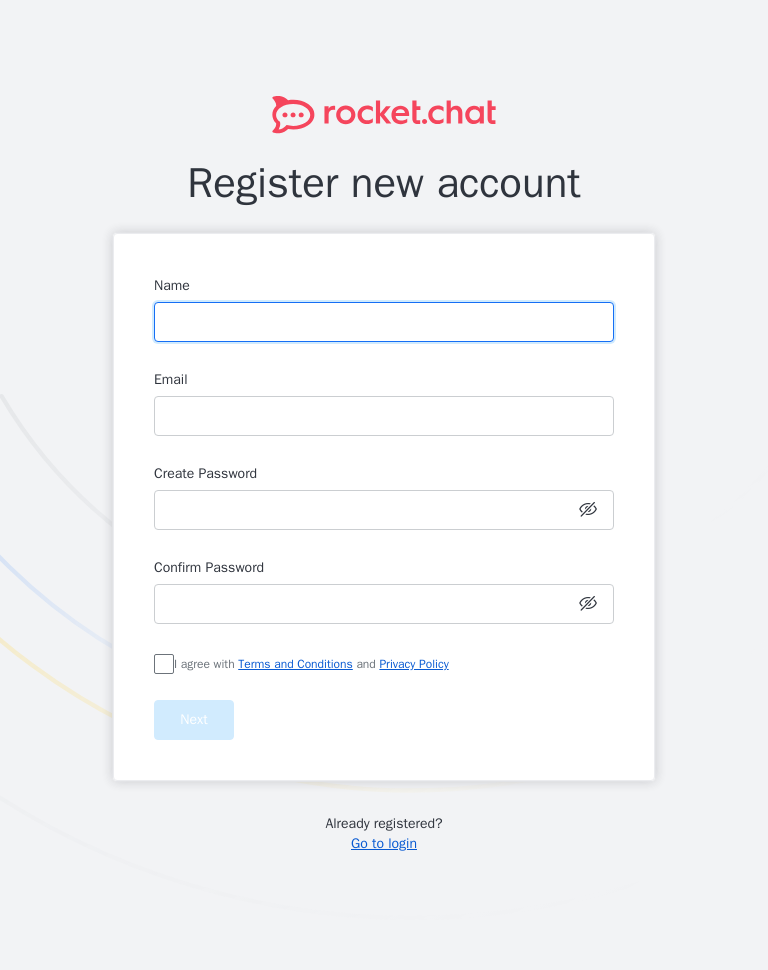 rocket.chat
Register new account
Name
Email
Create Password
Confirm Password
I agree with Terms and Conditions and Privacy Policy
Next
Already registered?
Go to login